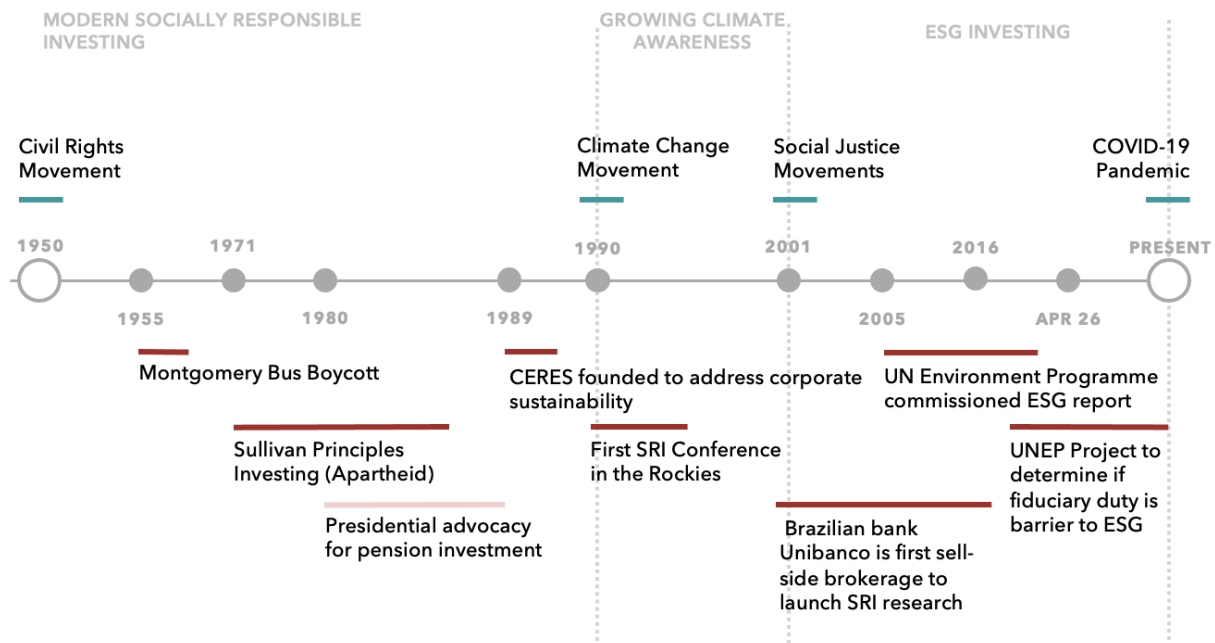 MODERN SOCIALLY RESPONSIBLE
INVESTING
GROWING CLIMATE
AWARENESS
ESG INVESTING
Civil Rights
Movement
Climate Change
Movement
Social Justice
Movements
COVID-19
Pandemic
1950
1971
1990
2001
2016
PRESENT
1955
1980
1989
2005
APR 26
Montgomery Bus Boycott
CERES founded to address corporate
sustainability
UN Environment Programme
commissioned ESG report
Sullivan Principles
Investing (Apartheid)
First SRI Conference
in the Rockies
UNEP Project to
determine if
fiduciary duty is
barrier to ESG
Presidential advocacy
for pension investment
Brazilian bank
Unibanco is first sell-
side brokerage to
launch SRI research